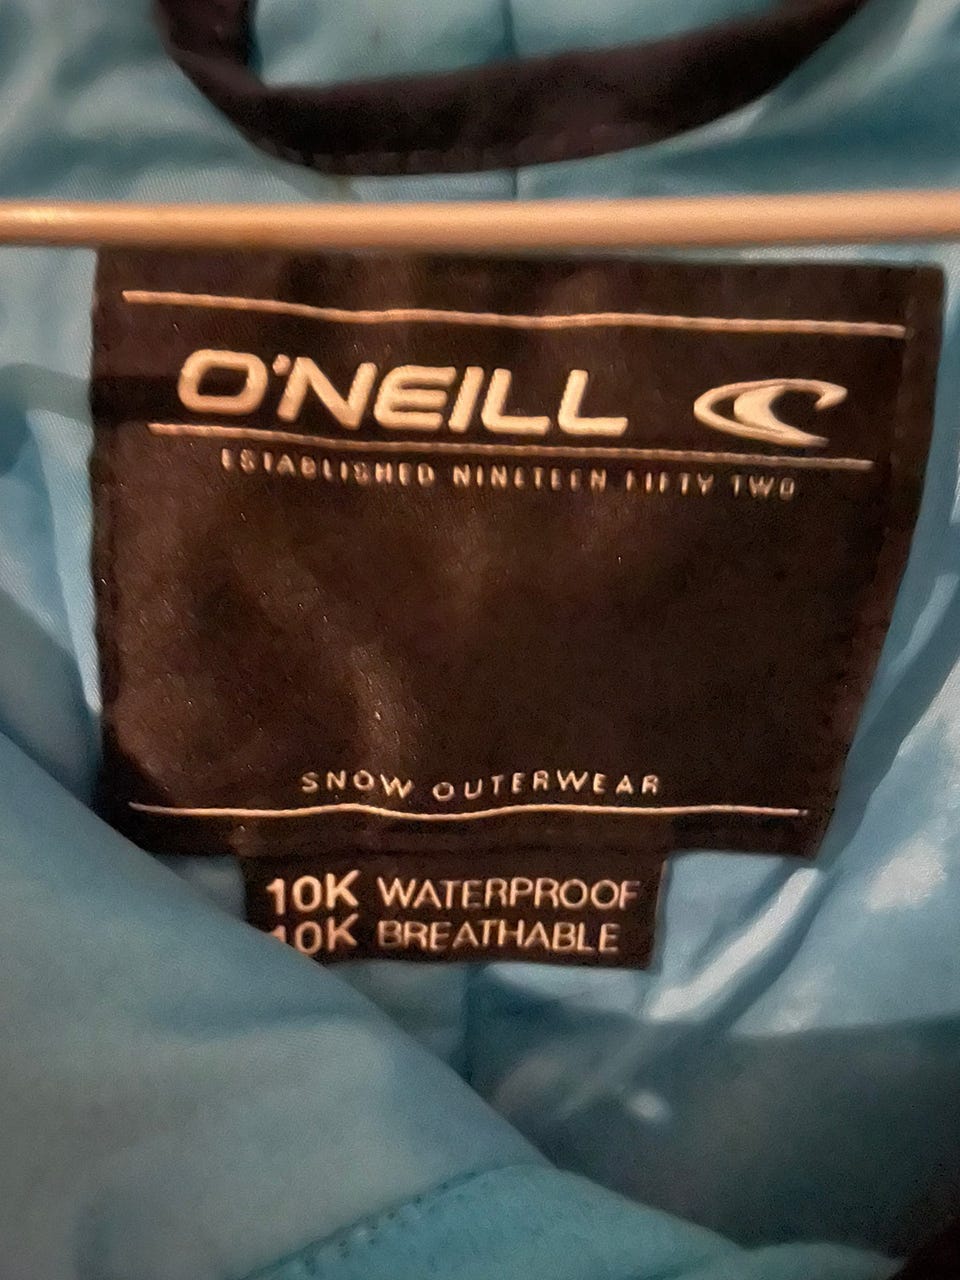 O'NEILL
ESTABLISHED NINETEEN FIFTY TWO
SNOW OUTERWEAR
10K WATERPROOF
10K BREATHABLE